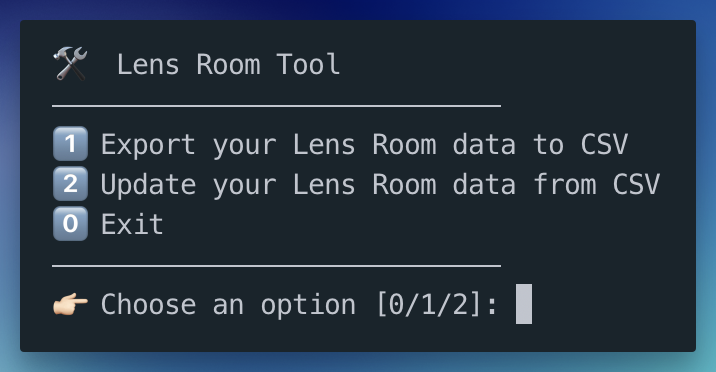 🛠 Lens Room Tool
1 Export your Lens Room data to CSV
2 Update your Lens Room data from CSV
0 Exit
👉🏻 Choose an option [0/1/2]: